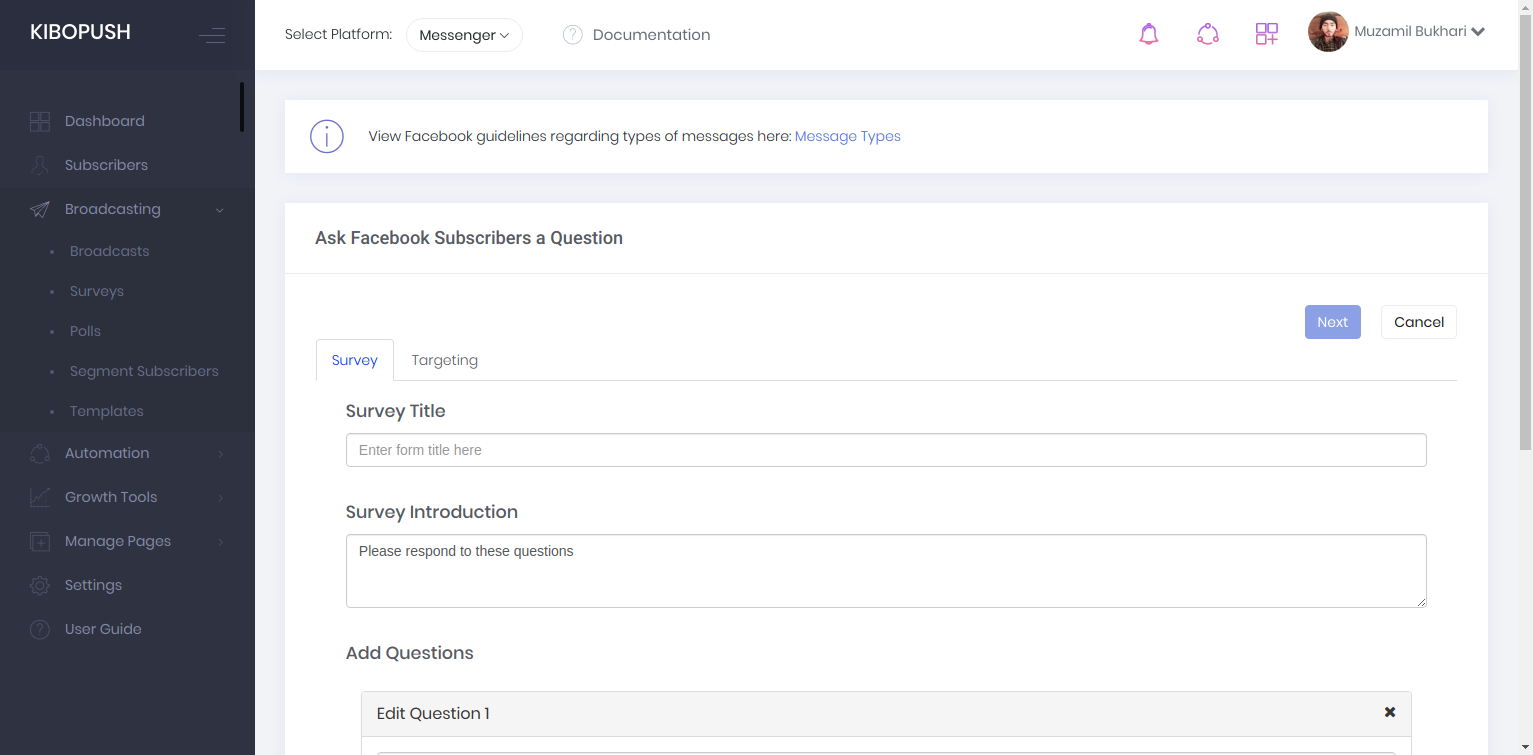 KIBOPUSH
Select Platform: Messenger
Documentation
Muzamil Bukhari
Dashboard
Subscribers
Broadcasting
Broadcasts
Surveys
Polls
Segment Subscribers
Templates
Automation
Growth Tools
Manage Pages
Settings
User Guide
View Facebook guidelines regarding types of messages here: Message Types
Ask Facebook Subscribers a Question
Next Cancel
Survey Targeting
Survey Title
Enter form title here
Survey Introduction
Please respond to these questions
Add Questions
Edit Question 1